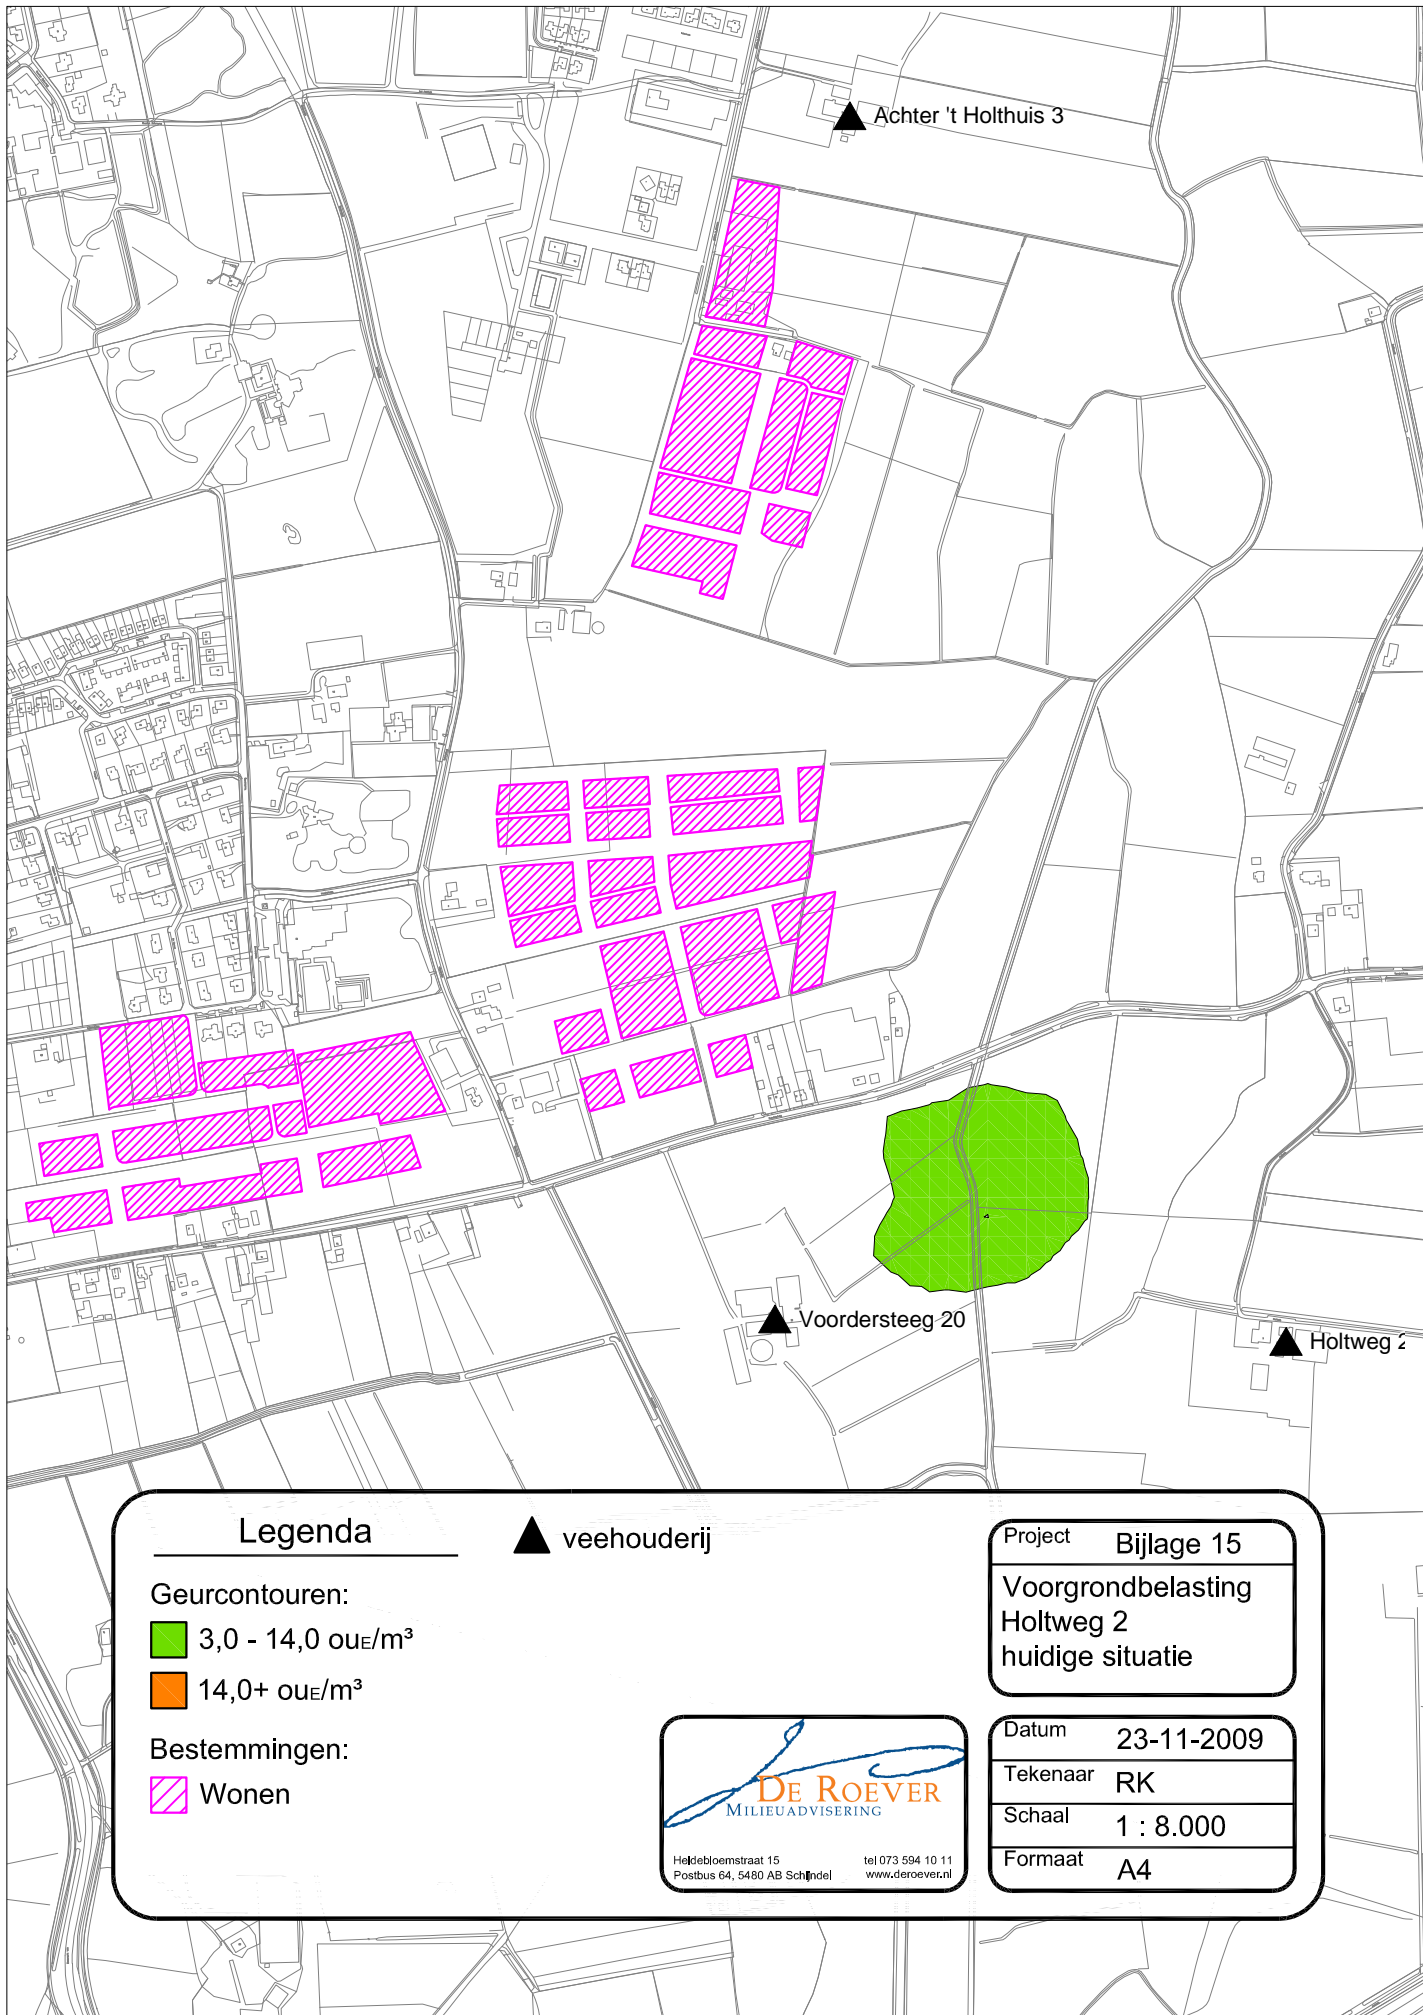 Achter 't Holthuis 3
Voordersteeg 20
Holtweg 2
Legenda
veehouderij
Geurcontouren:
3,0 - 14,0 ouE/m³
14,0+ ouE/m³
Bestemmingen:
Wonen
Project Bijlage 15
Voorgrondbelasting
Holtweg 2
huidige situatie
DE ROEVER
MILIEUADVISERING
Heidebloemstraat 15 tel 073 594 10 11
Postbus 64, 5480 AB Schijndel www.deroever.nl
Datum 23-11-2009
Tekenaar RK
Schaal 1 : 8.000
Formaat A4